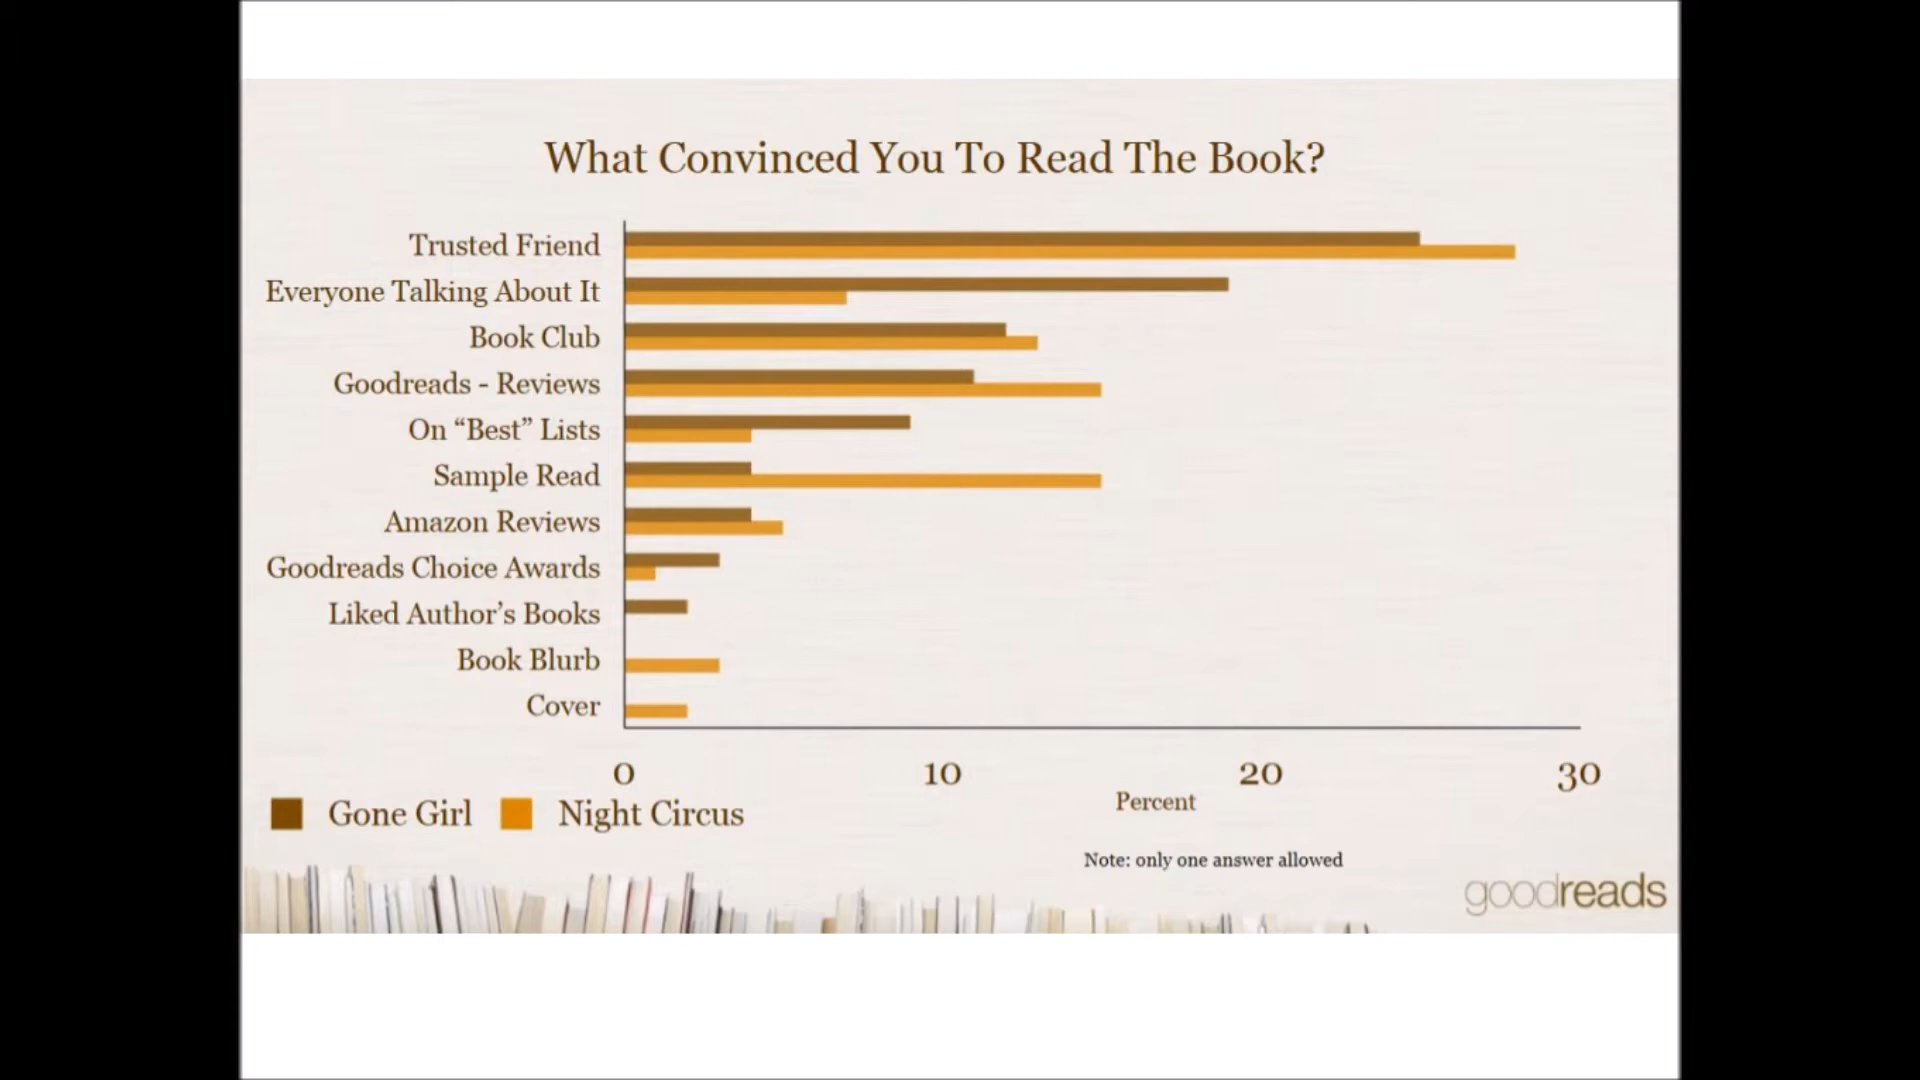 What Convinced You To Read The Book?
Trusted Friend
Everyone Talking About It
Book Club
Goodreads - Reviews
On “Best” Lists
Sample Read
Amazon Reviews
Goodreads Choice Awards
Liked Author’s Books
Book Blurb
Cover
0 10 20 30
Percent
Gone Girl Night Circus
Note: only one answer allowed
goodreads